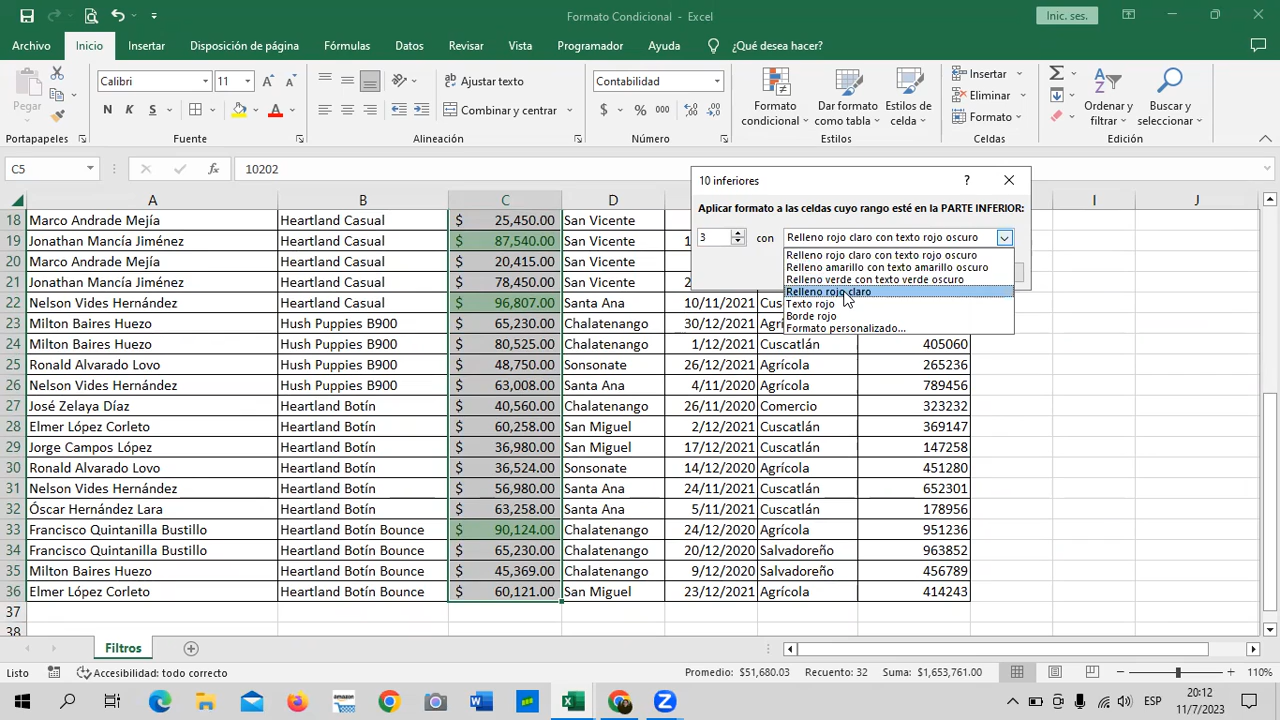 Formato Condicional - Excel
Inic. ses.
Archivo Inicio Insertar Disposición de página Fórmulas Datos Revisar Vista Programador Ayuda ¿Qué desea hacer?
Pegar
Calibri 11
N K S
Ajustar texto
Combinar y centrar
Contabilidad
$ % 000
Formato condicional
Dar formato como tabla
Estilos de celda
Insertar
Eliminar
Formato
Ordenar y filtrar
Buscar y seleccionar
Portapapeles Fuente Alineación Número Estilos Celdas Edición
C5 fx 10202
10 inferiores ?
Aplicar formato a las celdas cuyo rango esté en la PARTE INFERIOR:
3 con Relleno rojo claro con texto rojo oscuro
Relleno rojo claro con texto rojo oscuro
Relleno amarillo con texto amarillo oscuro
Relleno verde con texto verde oscuro
Relleno rojo claro
Texto rojo
Borde rojo
Formato personalizado...
A B C D I J
18 Marco Andrade Mejía Heartland Casual $ 25,450.00 San Vicente
19 Jonathan Mancía Jiménez Heartland Casual $ 87,540.00 San Vicente 1
20 Marco Andrade Mejía Heartland Casual $ 20,415.00 San Vicente
21 Jonathan Mancía Jiménez Heartland Casual $ 78,450.00 San Vicente
22 Nelson Vides Hernández Heartland Casual $ 96,807.00 Santa Ana 10/11/2021 Cus
23 Milton Baires Huezo Hush Puppies B900 $ 65,230.00 Chalatenango 30/12/2021 Agrí
24 Milton Baires Huezo Hush Puppies B900 $ 80,525.00 Chalatenango 1/12/2021 Cuscatlán 405060
25 Ronald Alvarado Lovo Hush Puppies B900 $ 48,750.00 Sonsonate 26/12/2021 Agrícola 265236
26 Nelson Vides Hernández Hush Puppies B900 $ 63,008.00 Santa Ana 4/11/2020 Agrícola 789456
27 José Zelaya Díaz Heartland Botín $ 40,560.00 Chalatenango 26/11/2020 Comercio 323232
28 Elmer López Corleto Heartland Botín $ 60,258.00 San Miguel 2/12/2021 Cuscatlán 369147
29 Jorge Campos López Heartland Botín $ 36,980.00 San Miguel 17/12/2021 Cuscatlán 147258
30 Ronald Alvarado Lovo Heartland Botín $ 36,524.00 Sonsonate 14/12/2020 Agrícola 451280
31 Nelson Vides Hernández Heartland Botín $ 56,980.00 Santa Ana 24/11/2021 Cuscatlán 652301
32 Óscar Hernández Lara Heartland Botín $ 63,258.00 Santa Ana 5/11/2021 Cuscatlán 178956
33 Francisco Quintanilla Bustillo Heartland Botín Bounce $ 90,124.00 Chalatenango 24/12/2020 Agrícola 951236
34 Francisco Quintanilla Bustillo Heartland Botín Bounce $ 65,230.00 Chalatenango 20/12/2020 Salvadoreño 963852
35 Milton Baires Huezo Heartland Botín Bounce $ 45,369.00 Chalatenango 9/12/2020 Salvadoreño 456789
36 Elmer López Corleto Heartland Botín Bounce $ 60,121.00 San Miguel 23/12/2021 Agrícola 414243
37
38
Filtros
Listo Accesibilidad: todo correcto Promedio: $51,680.03 Recuento: 32 Suma: $1,653,761.00 110%
ESP 20:12
11/7/2023